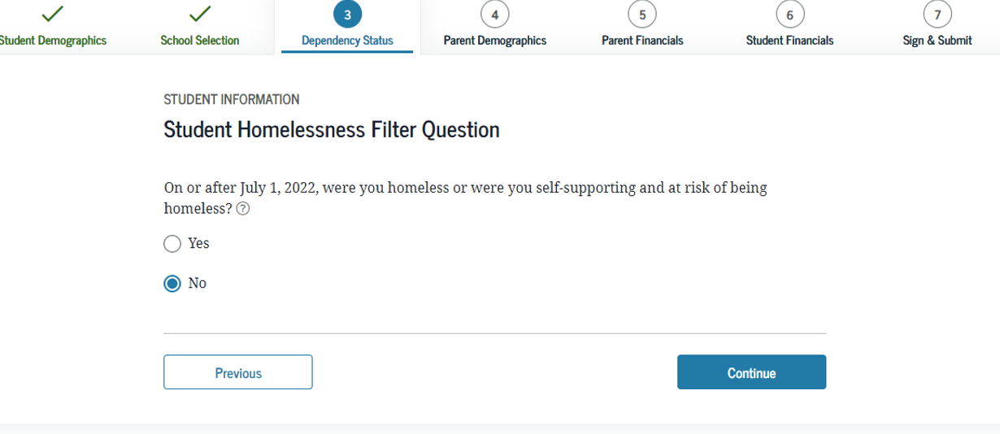 3 4 5 6 7
Student Demographics School Selection Dependency Status Parent Demographics Parent Financials Student Financials Sign & Submit
STUDENT INFORMATION
Student Homelessness Filter Question
On or after July 1, 2022, were you homeless or were you self-supporting and at risk of being
homeless? ?
Yes
No
Previous Continue